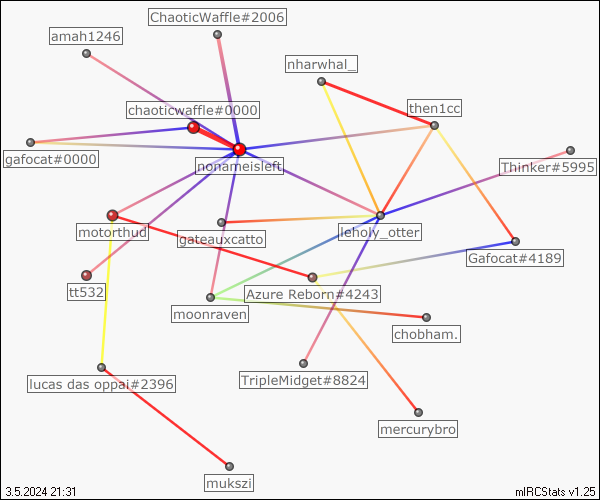 ChaoticWaffle#2006
amah1246
nharwhal_
chaoticwaffle#0000
then1cc
gafocat#0000
nonameisleft
Thinker#5995
motorthud
gateauxcatto
leholy_otter
Gafocat#4189
tt532
Azure Reborn#4243
moonraven
chobham.
lucas das oppai#2396
TripleMidget#8824
mercurybro
mukszi
3.5.2024 21:31
mIRCStats v1.25